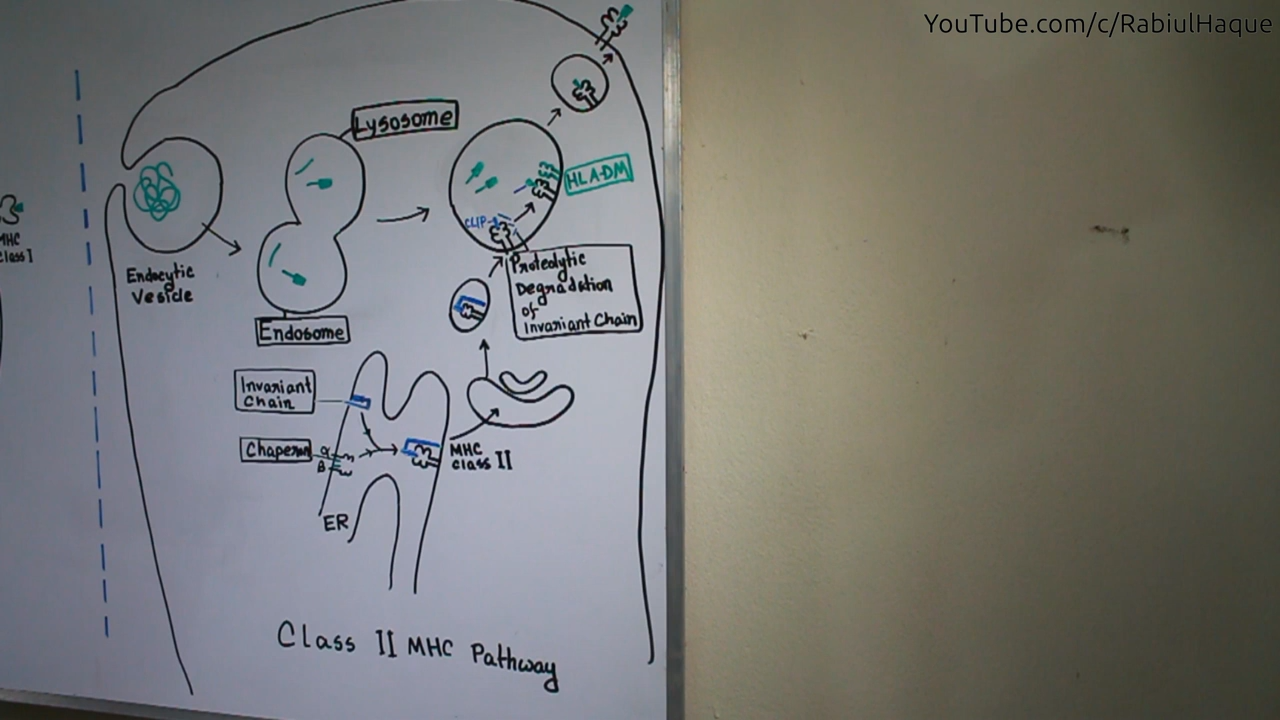 YouTube.com/c/RabiulHaque
Lysosome
HLA-DM
CLIP
MHC
Class I
Endocytic
Vesicle
Proteolytic
Degradation
of
Invariant Chain
Endosome
Invariant
Chain
Chaperon
α
β
MHC
Class II
ER
Class II MHC Pathway